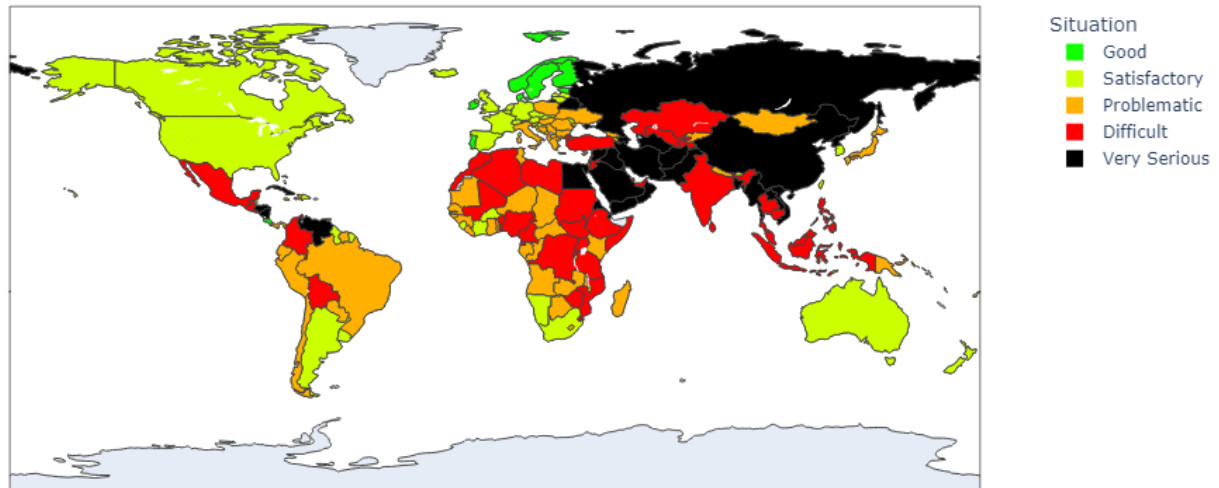 Situation
Good
Satisfactory
Problematic
Difficult
Very Serious